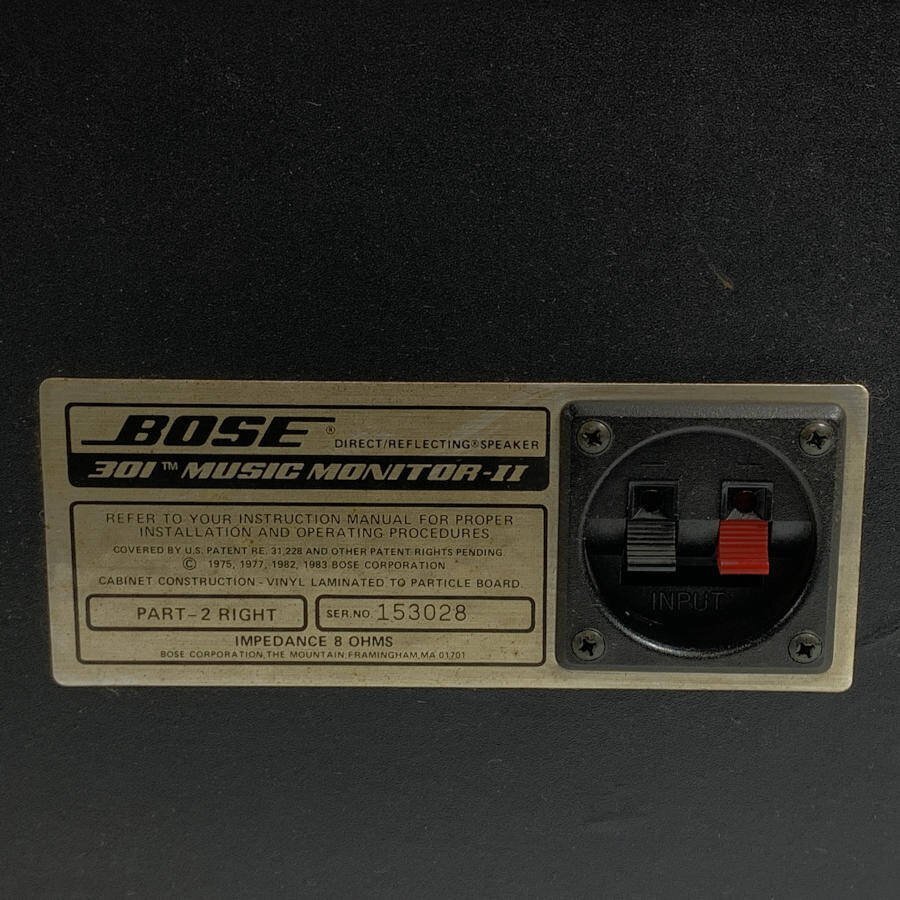 BOSE® DIRECT/REFLECTING® SPEAKER
301™ MUSIC MONITOR-II
REFER TO YOUR INSTRUCTION MANUAL FOR PROPER
INSTALLATION AND OPERATING PROCEDURES.
COVERED BY U.S. PATENT RE. 31,228 AND OTHER PATENT RIGHTS PENDING.
© 1975, 1977, 1982, 1983 BOSE CORPORATION
CABINET CONSTRUCTION - VINYL LAMINATED TO PARTICLE BOARD.
PART-2 RIGHT
SER. NO. 153028
IMPEDANCE 8 OHMS
BOSE CORPORATION, THE MOUNTAIN, FRAMINGHAM, MA 01701
− +
INPUT